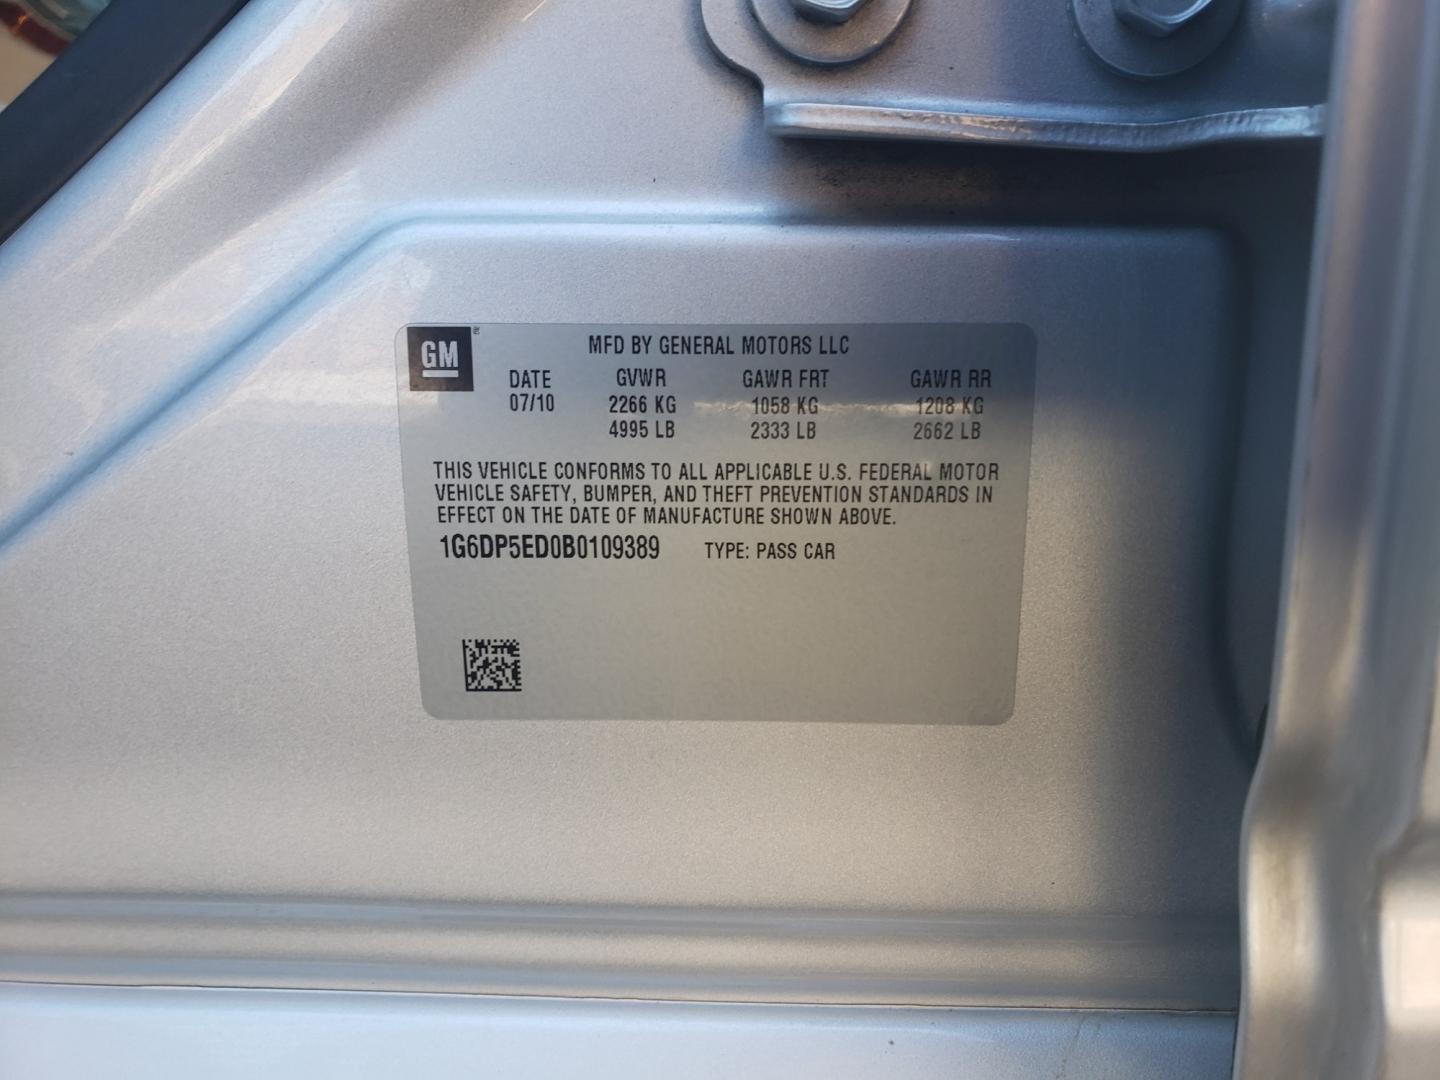 GM
MFD BY GENERAL MOTORS LLC
DATE GVWR GAWR FRT GAWR RR
07/10 2266 KG 1058 KG 1208 KG
4995 LB 2333 LB 2662 LB
THIS VEHICLE CONFORMS TO ALL APPLICABLE U.S. FEDERAL MOTOR
VEHICLE SAFETY, BUMPER, AND THEFT PREVENTION STANDARDS IN
EFFECT ON THE DATE OF MANUFACTURE SHOWN ABOVE.
1G6DP5ED0B0109389 TYPE: PASS CAR